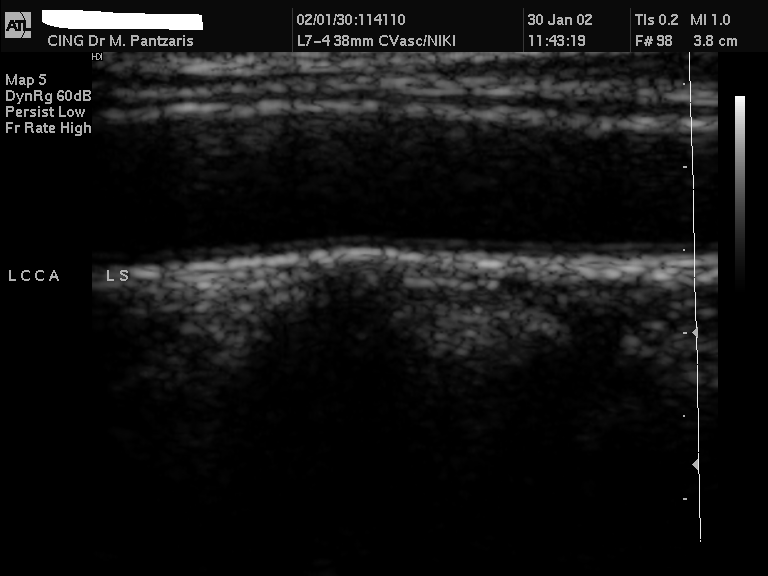 ATL
CING Dr M. Pantzaris
02/01/30:114110
L7-4 38mm CVasc/NIKI
30 Jan 02
11:43:19
TIs 0.2 MI 1.0
F# 98 3.8 cm
HDI
Map 5
DynRg 60dB
Persist Low
Fr Rate High
LCCA LS